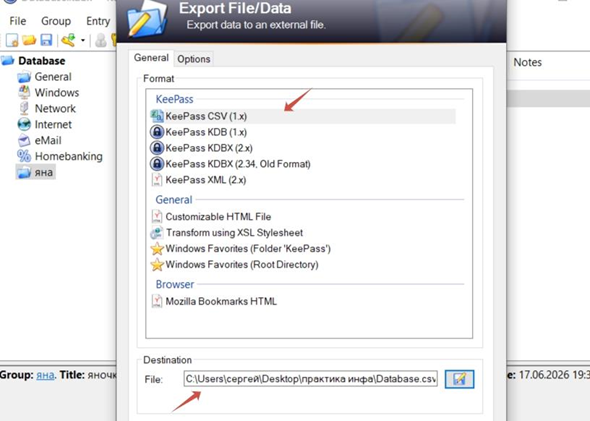 Export File/Data
Export data to an external file.
File Group Entry
General Options
Notes
Database
General
Windows
Network
Internet
eMail
Homebanking
яна
Format
KeePass
KeePass CSV (1.x)
KeePass KDB (1.x)
KeePass KDBX (2.x)
KeePass KDBX (2.34, Old Format)
KeePass XML (2.x)
General
Customizable HTML File
Transform using XSL Stylesheet
Windows Favorites (Folder 'KeePass')
Windows Favorites (Root Directory)
Browser
Mozilla Bookmarks HTML
Destination
File: C:\Users\сергей\Desktop\практика инфа\Database.csv
Group: яна. Title: яночк
e: 17.06.2026 19:3